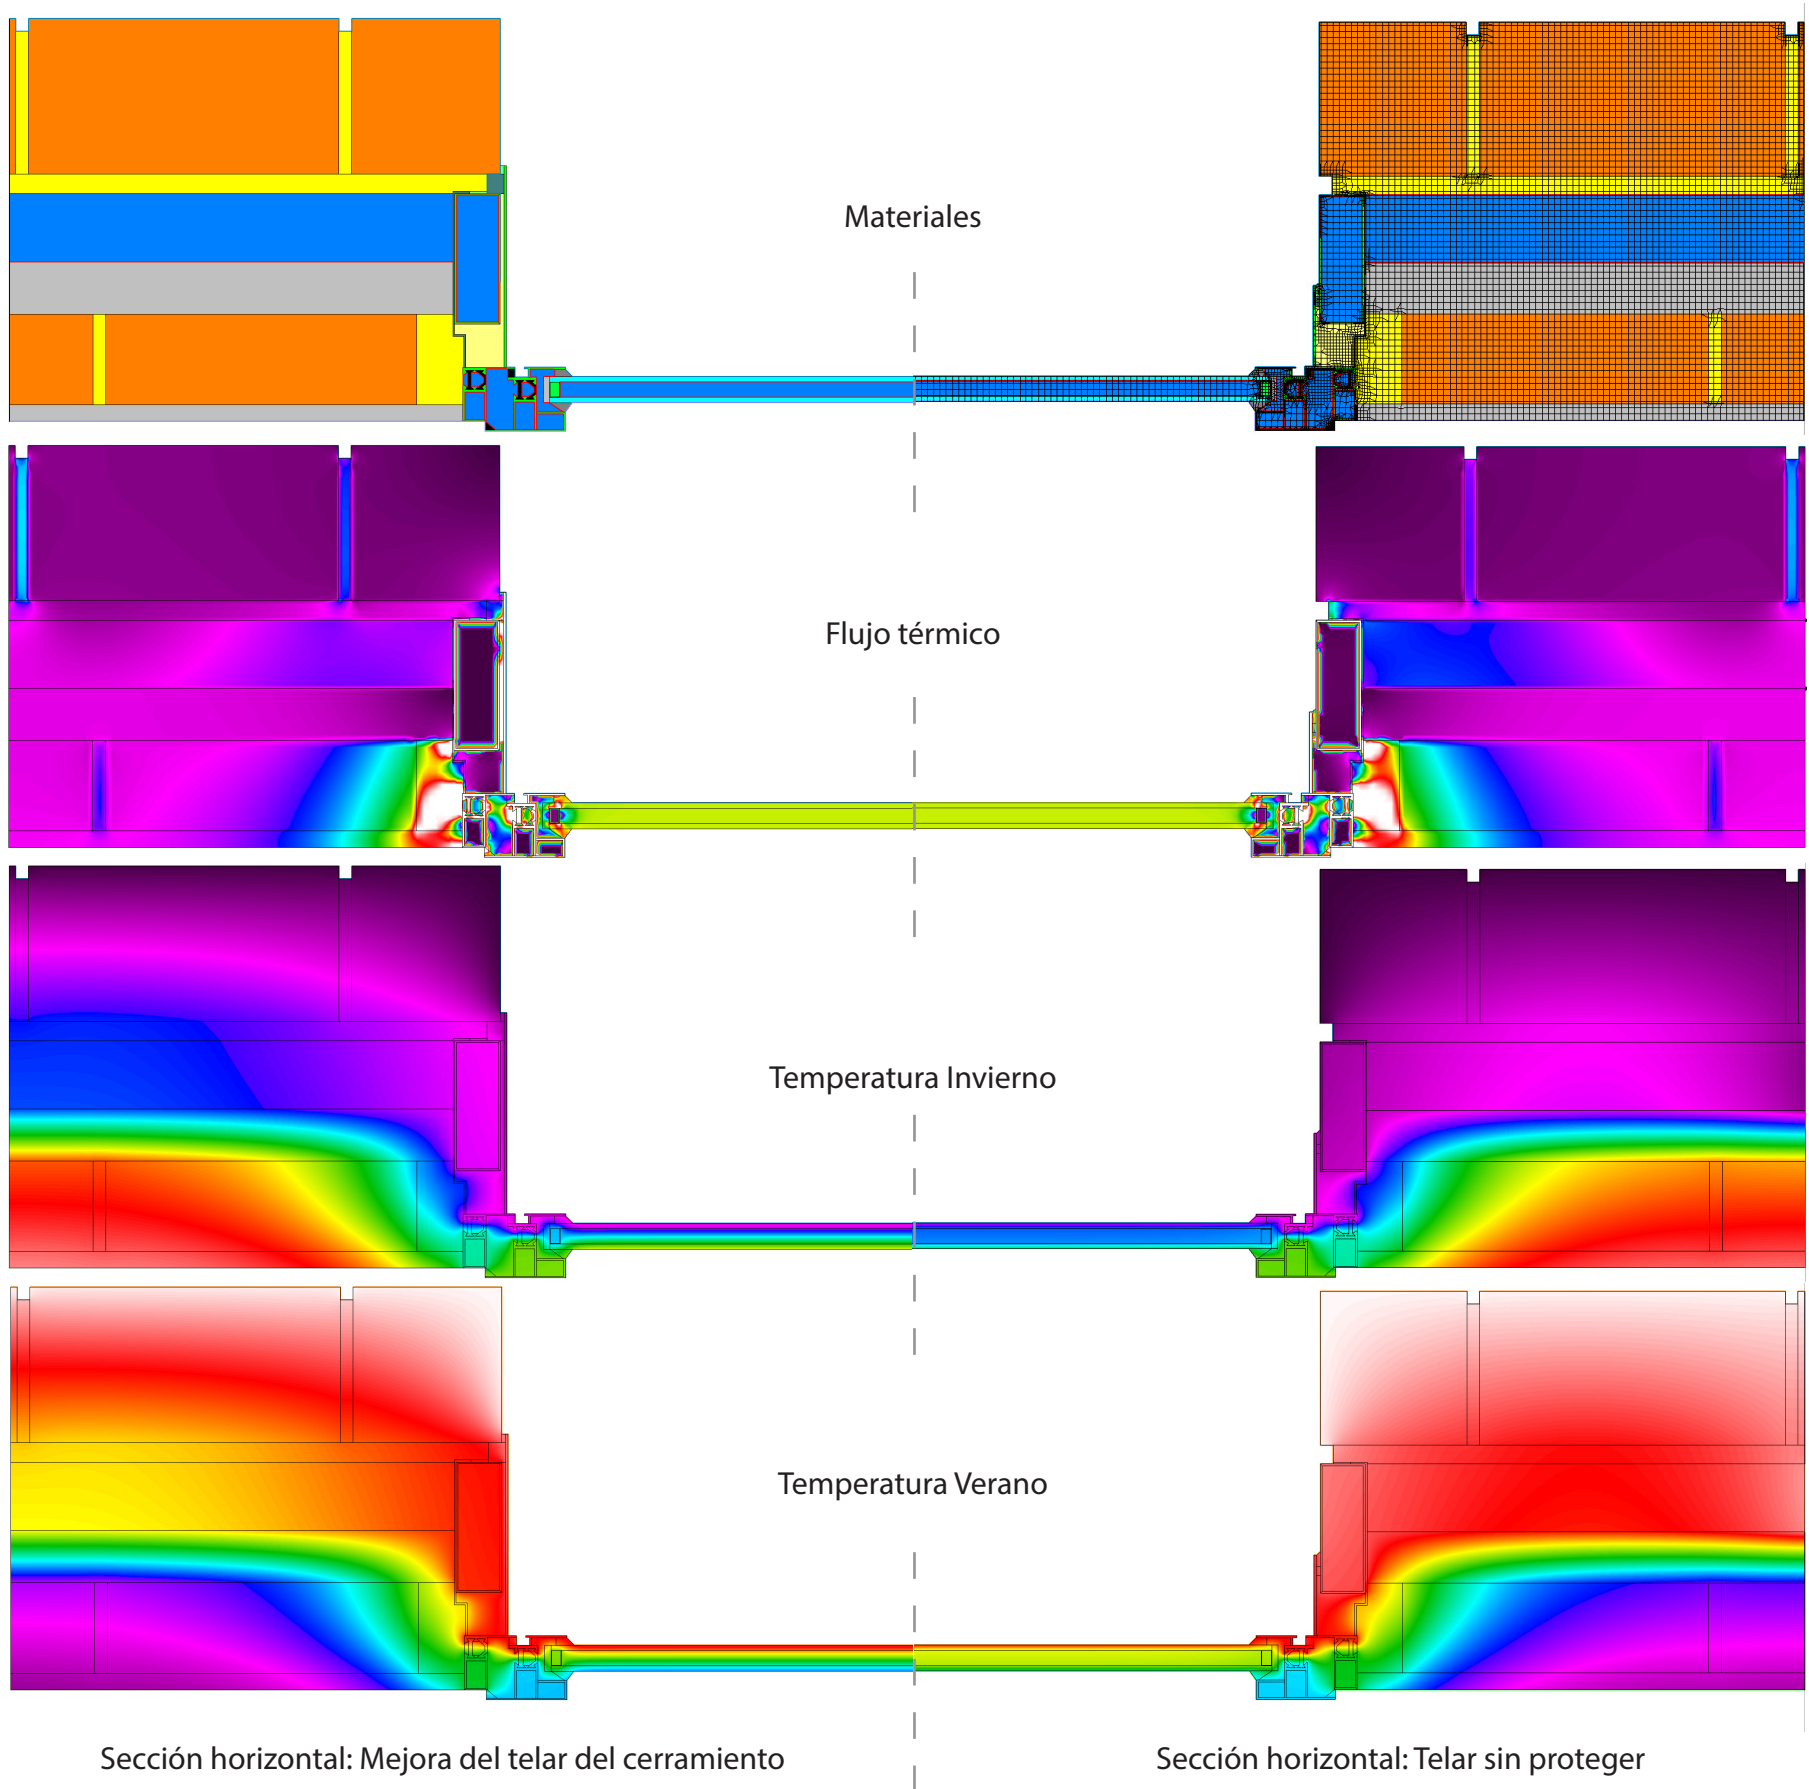 Materiales
Flujo térmico
Temperatura Invierno
Temperatura Verano
Sección horizontal: Mejora del telar del cerramiento
Sección horizontal: Telar sin proteger